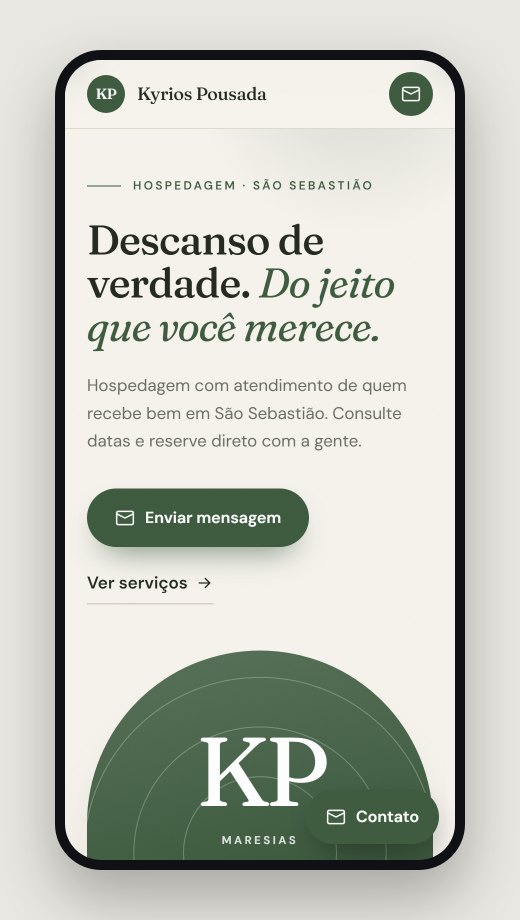 KP Kyrios Pousada
HOSPEDAGEM · SÃO SEBASTIÃO
Descanso de
verdade. Do jeito
que você merece.
Hospedagem com atendimento de quem
recebe bem em São Sebastião. Consulte
datas e reserve direto com a gente.
Enviar mensagem
Ver serviços →
KP
MARESIAS
Contato